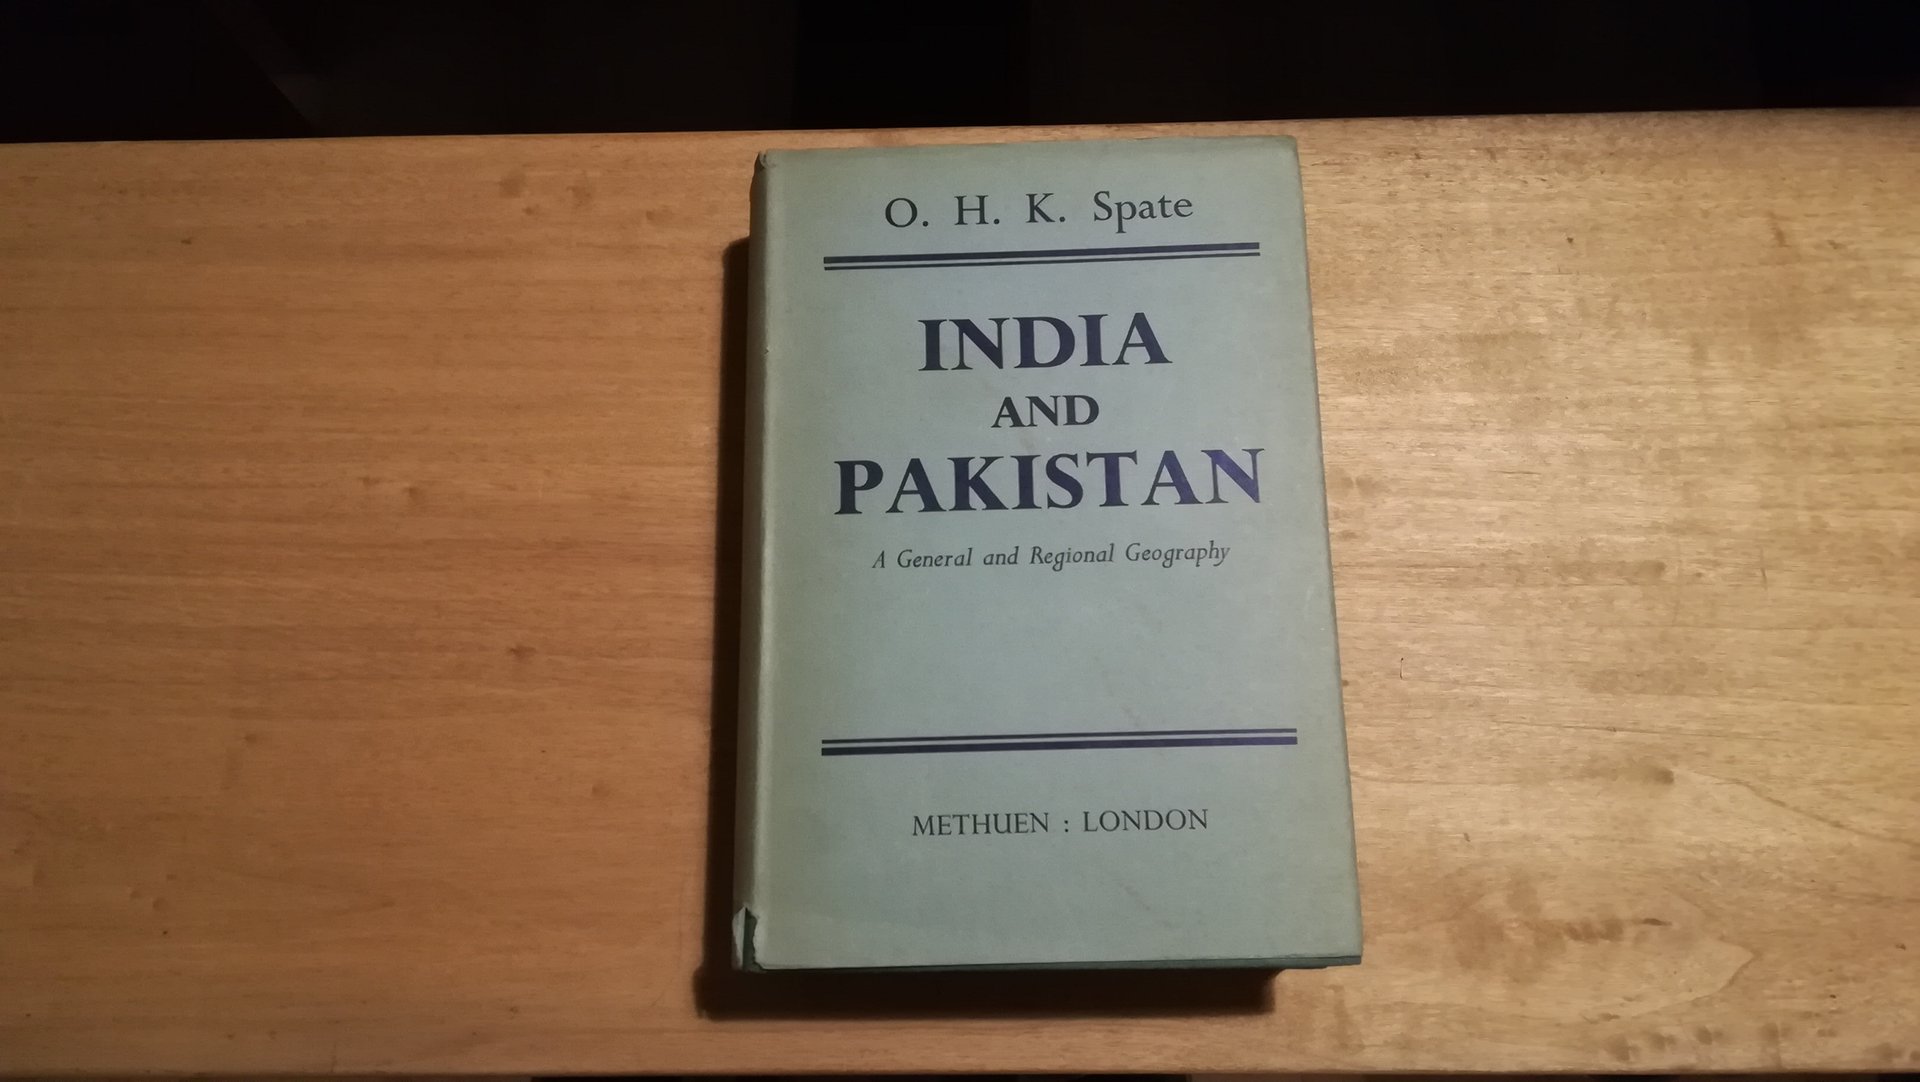 O. H. K. Spate
INDIA
AND
PAKISTAN
A General and Regional Geography
METHUEN : LONDON